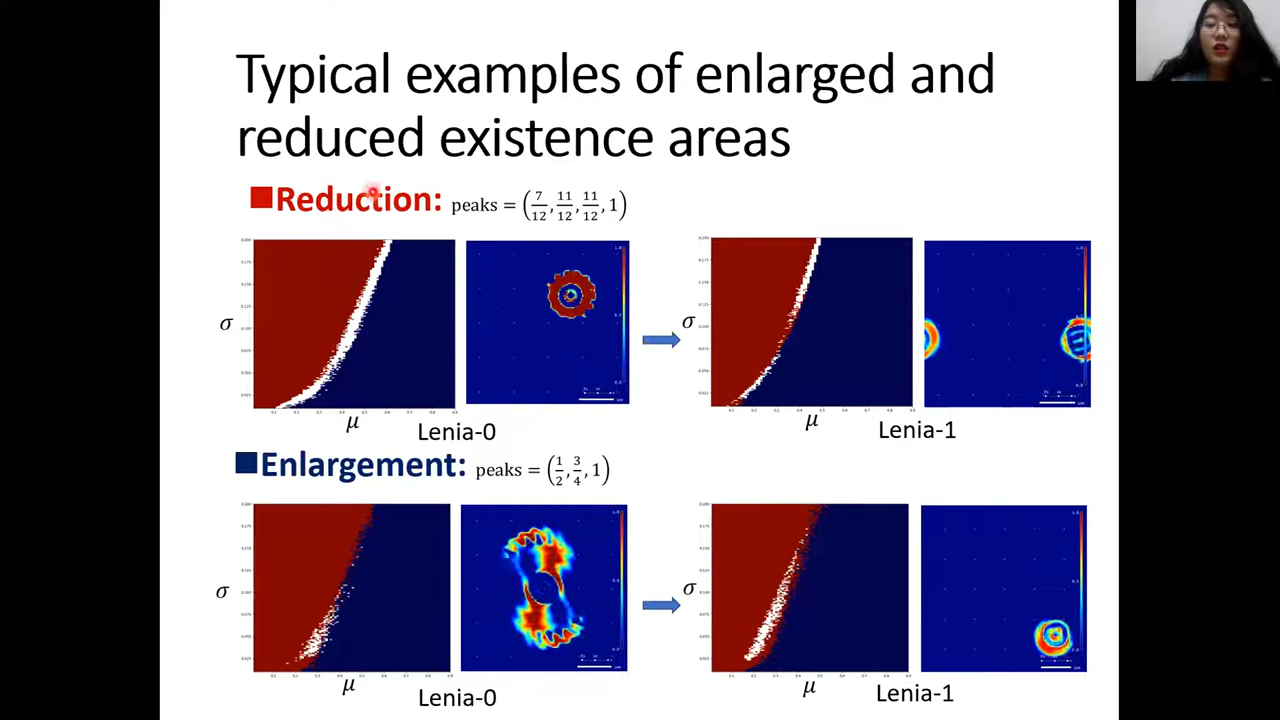 Typical examples of enlarged and
reduced existence areas
Reduction: peaks = (7/12, 11/12, 11/12, 1)
σ
μ
Lenia-0
σ
μ
Lenia-1
Enlargement: peaks = (1/2, 3/4, 1)
σ
μ
Lenia-0
σ
μ
Lenia-1